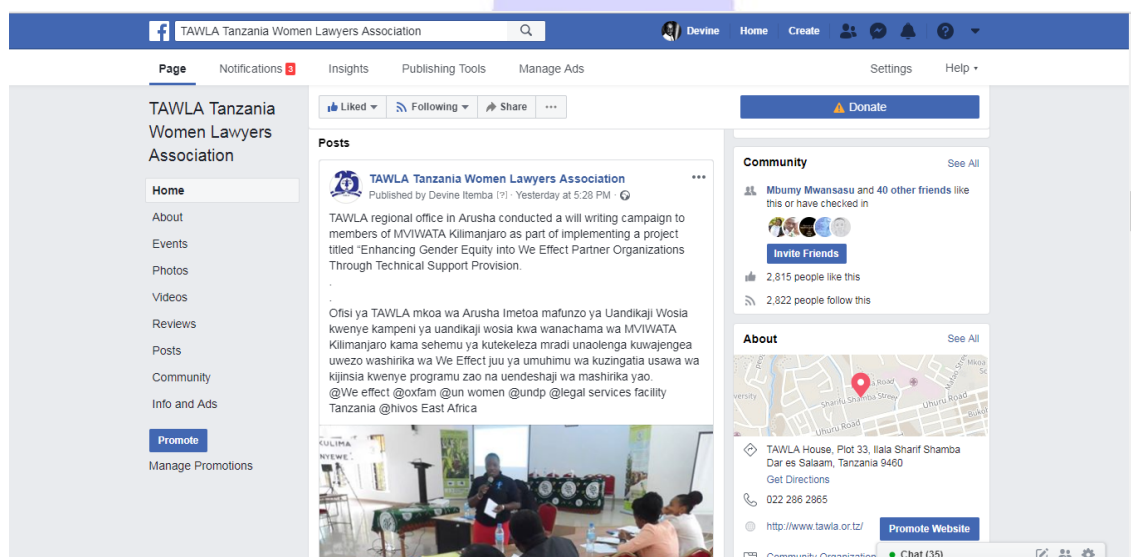 TAWLA Tanzania Women Lawyers Association
Devine
Home
Create
Page
Notifications 3
Insights
Publishing Tools
Manage Ads
Settings
Help
TAWLA Tanzania
Women Lawyers
Association
Home
About
Events
Photos
Videos
Reviews
Posts
Community
Info and Ads
Promote
Manage Promotions
Liked
Following
Share
Donate
Posts
TAWLA Tanzania Women Lawyers Association
Published by Devine Itemba [?] · Yesterday at 5:28 PM ·
TAWLA regional office in Arusha conducted a will writing campaign to
members of MVIWATA Kilimanjaro as part of implementing a project
titled “Enhancing Gender Equity into We Effect Partner Organizations
Through Technical Support Provision.
.
.
Ofisi ya TAWLA mkoa wa Arusha Imetoa mafunzo ya Uandikaji Wosia
kwenye kampeni ya uandikaji wosia kwa wanachama wa MVIWATA
Kilimanjaro kama sehemu ya kutekeleza mradi unaolenga kuwajengea
uwezo washirika wa We Effect juu ya umuhimu wa kuzingatia usawa wa
kijinsia kwenye programu zao na uendeshaji wa mashirika yao.
@We effect @oxfam @un women @undp @legal services facility
Tanzania @hivos East Africa
KULIMA
NYEWE
Community
See All
Mbumy Mwansasu and 40 other friends like
this or have checked in
Invite Friends
2,815 people like this
2,822 people follow this
About
See All
Sharifu Shamba Street
Uhuru Road
Uhuru Road
TAWLA House, Plot 33, Ilala Sharif Shamba
Dar es Salaam, Tanzania 9460
Get Directions
022 286 2865
http://www.tawla.or.tz/
Promote Website
Community Organization
Chat (35)